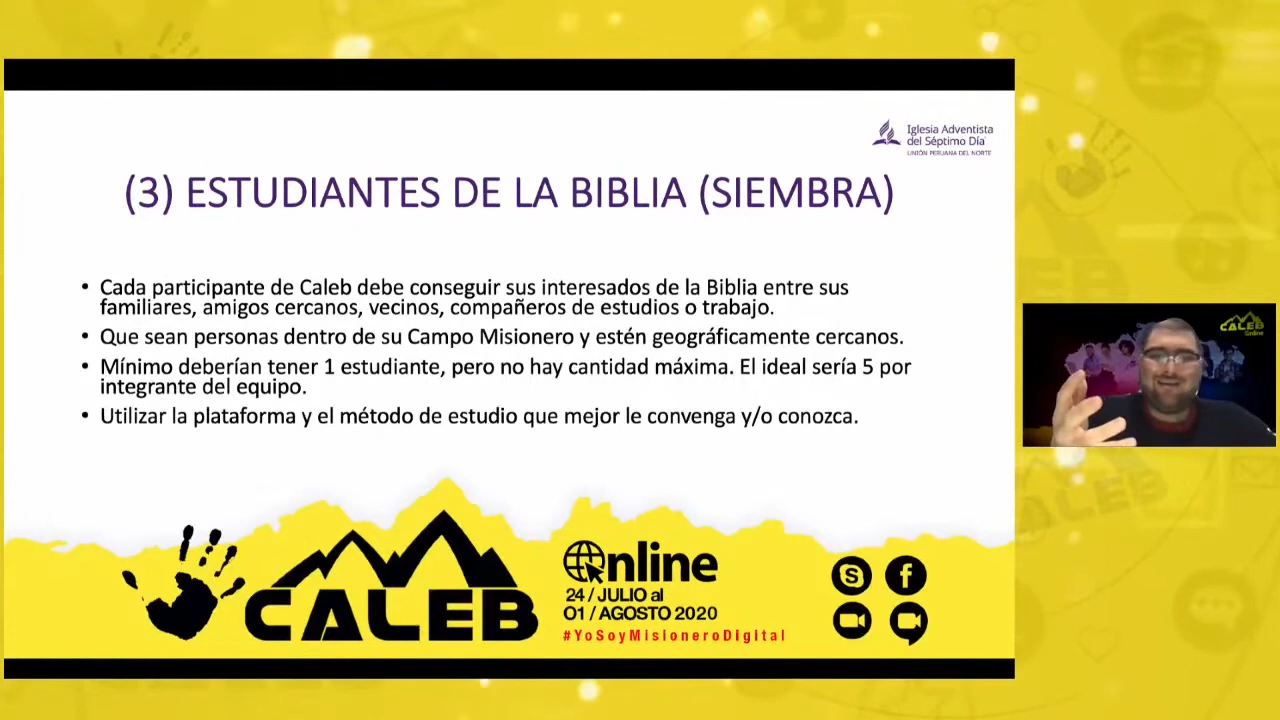 Iglesia Adventista
del Séptimo Día
UNIÓN PERUANA DEL NORTE
(3) ESTUDIANTES DE LA BIBLIA (SIEMBRA)
• Cada participante de Caleb debe conseguir sus interesados de la Biblia entre sus
familiares, amigos cercanos, vecinos, compañeros de estudios o trabajo.
• Que sean personas dentro de su Campo Misionero y estén geográficamente cercanos.
• Mínimo deberían tener 1 estudiante, pero no hay cantidad máxima. El ideal sería 5 por
integrante del equipo.
• Utilizar la plataforma y el método de estudio que mejor le convenga y/o conozca.
CALEB
Online
24 / JULIO al
01 / AGOSTO 2020
#YoSoyMisioneroDigital
CALEB
Online
CALEB